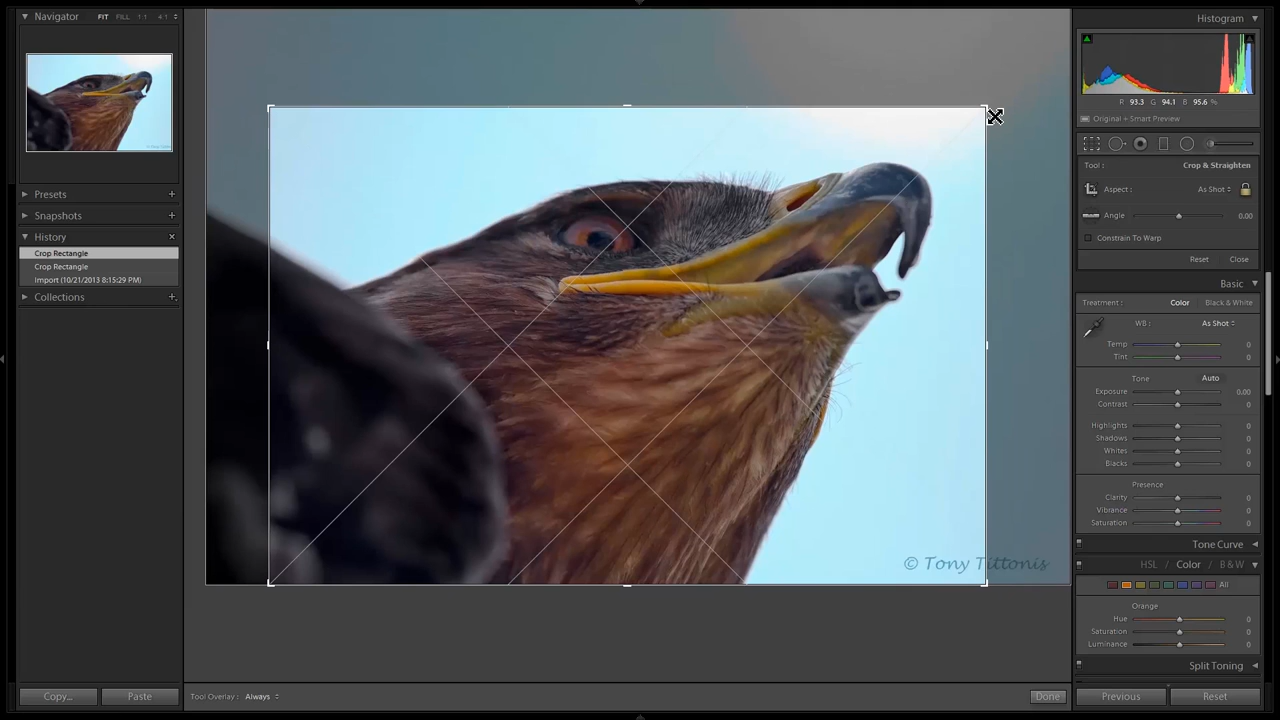 Navigator FIT FILL 1:1 4:1
Presets
Snapshots
History
Crop Rectangle
Crop Rectangle
Import (10/21/2013 8:15:29 PM)
Collections
Copy... Paste
© Tony Tittonis
Tool Overlay : Always
Done
Histogram
R 93.3 G 94.1 B 95.6 %
Original + Smart Preview
Tool : Crop & Straighten
Aspect : As Shot
Angle 0.00
Constrain To Warp
Reset Close
Basic
Treatment : Color Black & White
WB : As Shot
Temp 0
Tint 0
Tone Auto
Exposure 0.00
Contrast 0
Highlights 0
Shadows 0
Whites 0
Blacks 0
Presence
Clarity 0
Vibrance 0
Saturation 0
Tone Curve
HSL / Color / B & W
All
Orange
Hue 0
Saturation 0
Luminance 0
Split Toning
Previous Reset